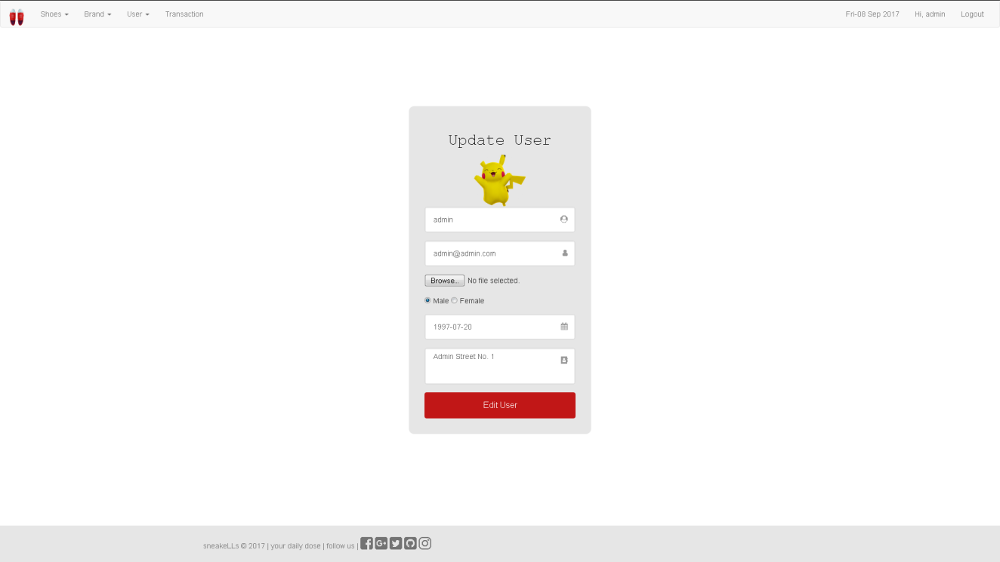 Shoes Brand User Transaction Fri-08 Sep 2017 Hi, admin Logout
Update User
admin
admin@admin.com
Browse... No file selected.
Male Female
1997-07-20
Admin Street No. 1
Edit User
sneakeLLs © 2017 | your daily dose | follow us |